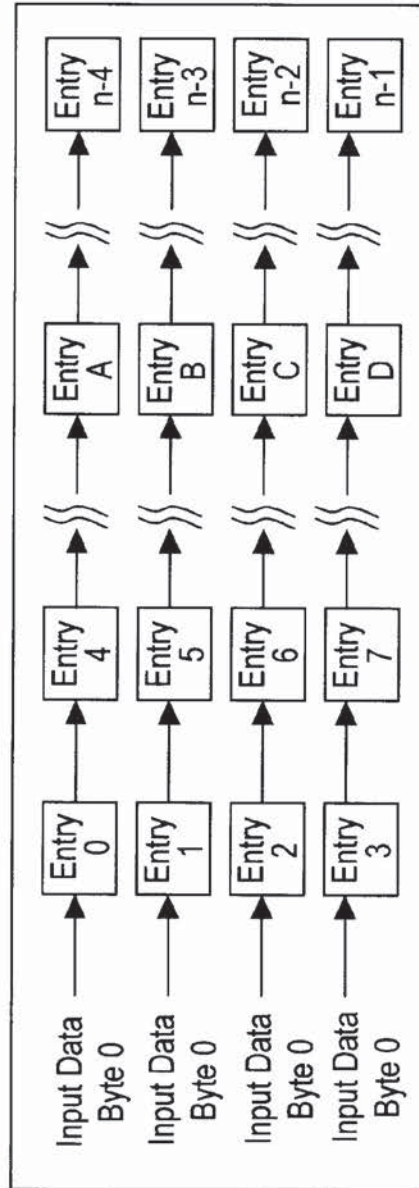 Input Data
Byte 0
Entry
0
Entry
4
Entry
A
Entry
n-4
Input Data
Byte 0
Entry
1
Entry
5
Entry
B
Entry
n-3
Input Data
Byte 0
Entry
2
Entry
6
Entry
C
Entry
n-2
Input Data
Byte 0
Entry
3
Entry
7
Entry
D
Entry
n-1